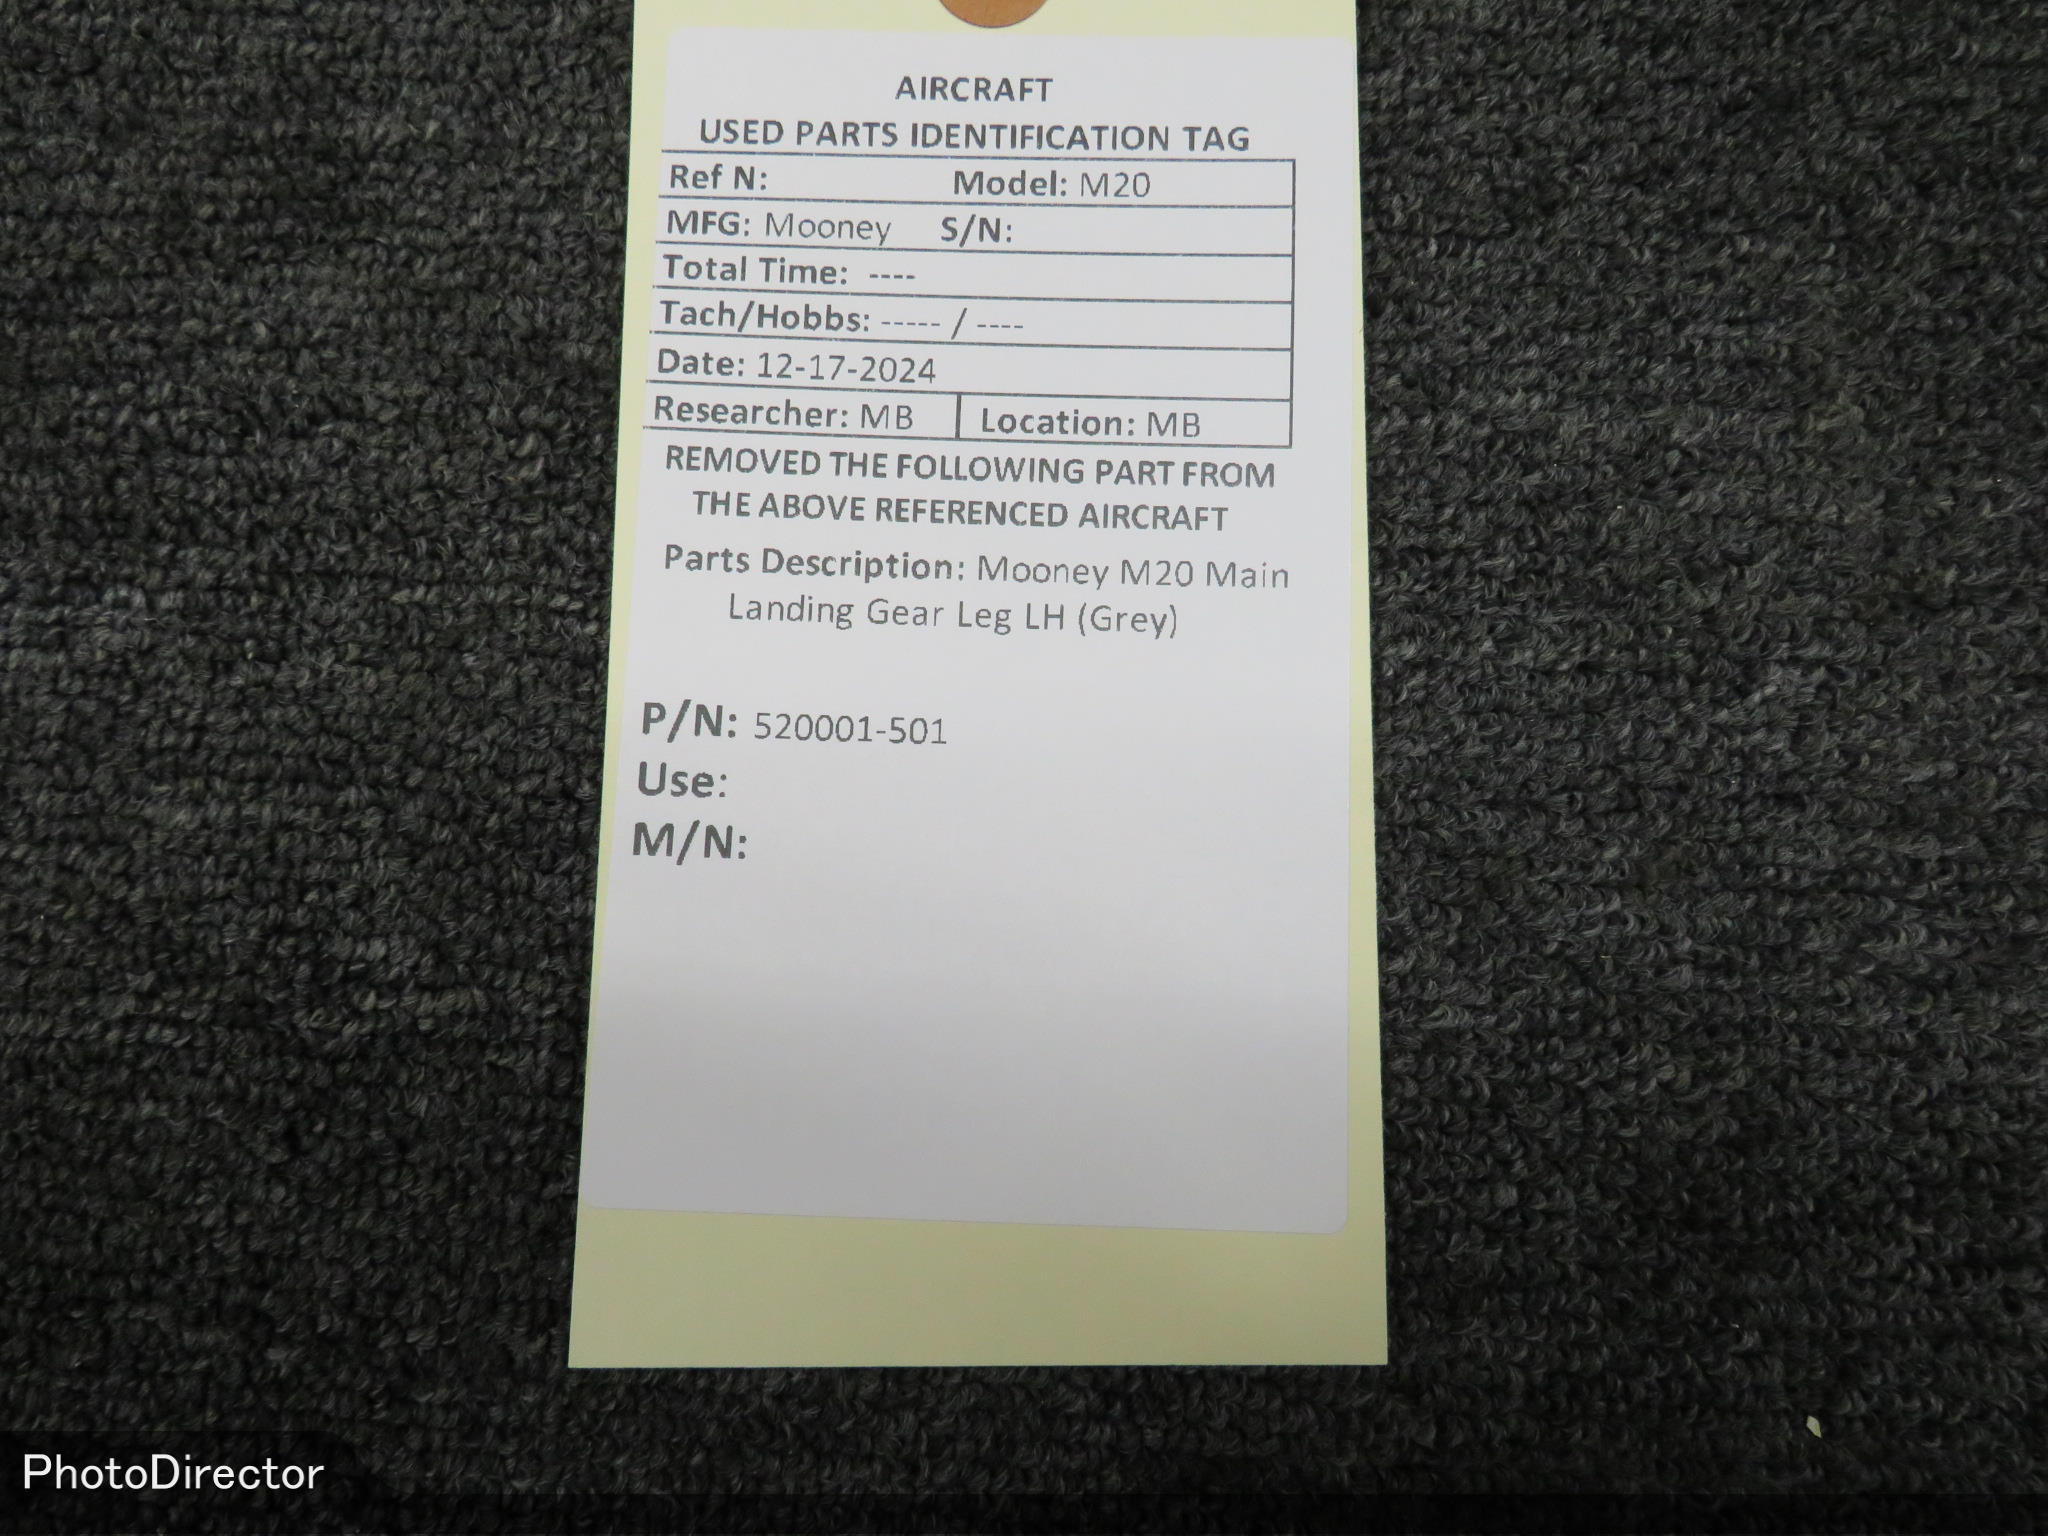 AIRCRAFT
USED PARTS IDENTIFICATION TAG
Ref N: Model: M20
MFG: Mooney S/N:
Total Time: ----
Tach/Hobbs: ----- / ----
Date: 12-17-2024
Researcher: MB Location: MB
REMOVED THE FOLLOWING PART FROM
THE ABOVE REFERENCED AIRCRAFT
Parts Description: Mooney M20 Main
Landing Gear Leg LH (Grey)
P/N: 520001-501
Use:
M/N:
PhotoDirector